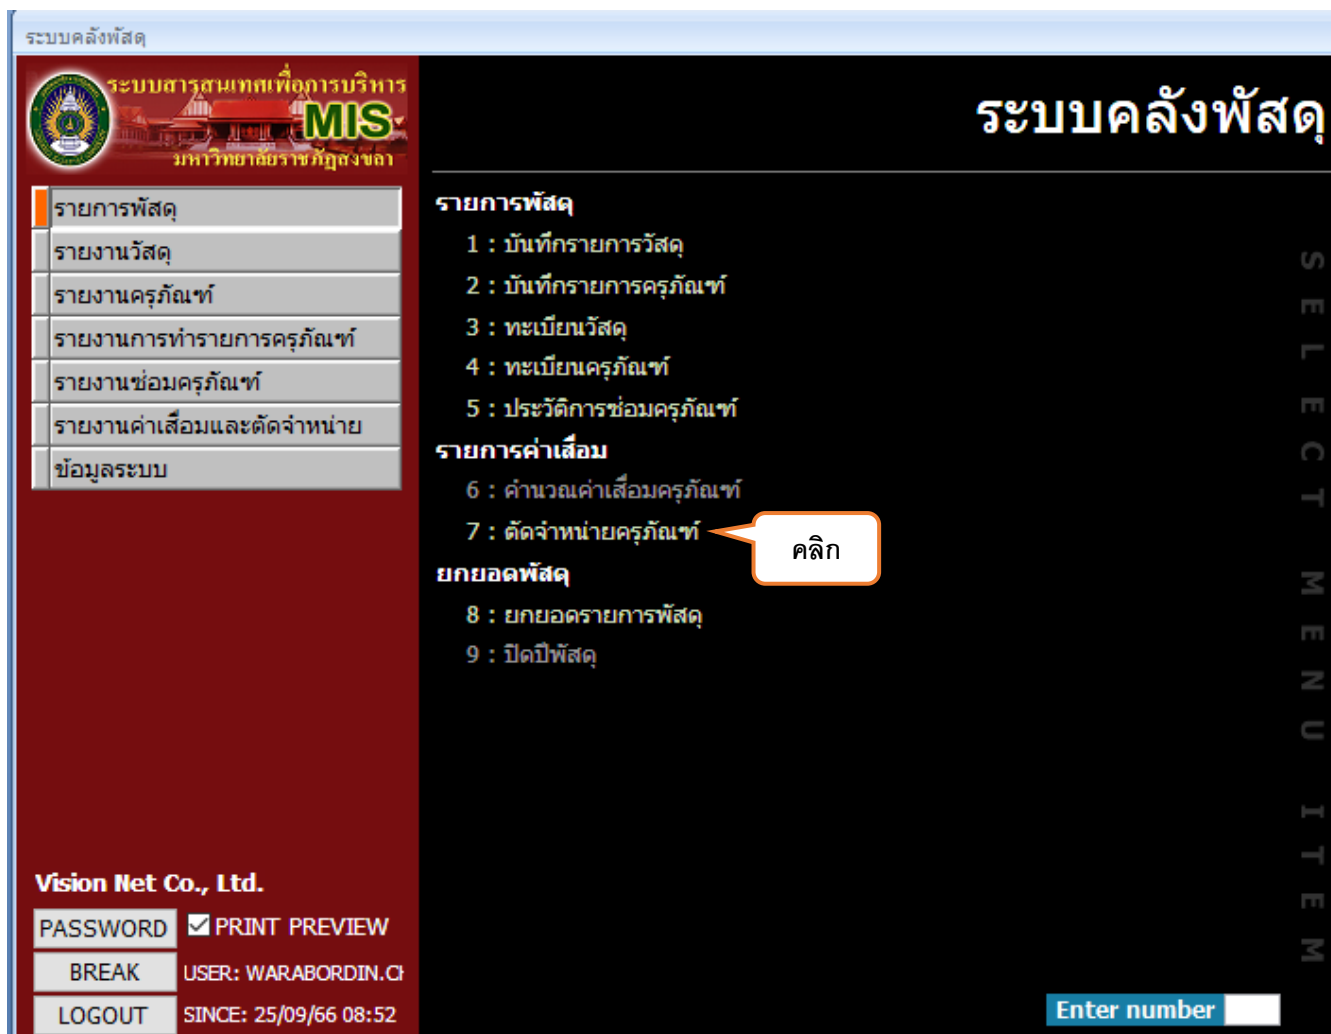 ระบบคลังพัสดุ
ระบบสารสนเทศเพื่อการบริหาร
MIS
มหาวิทยาลัยราชภัฏสงขลา
ระบบคลังพัสดุ
รายการพัสดุ
รายงานวัสดุ
รายงานครุภัณฑ์
รายงานการทำรายการครุภัณฑ์
รายงานซ่อมครุภัณฑ์
รายงานค่าเสื่อมและตัดจำหน่าย
ข้อมูลระบบ
รายการพัสดุ
1 : บันทึกรายการวัสดุ
2 : บันทึกรายการครุภัณฑ์
3 : ทะเบียนวัสดุ
4 : ทะเบียนครุภัณฑ์
5 : ประวัติการซ่อมครุภัณฑ์
รายการค่าเสื่อม
6 : คำนวณค่าเสื่อมครุภัณฑ์
7 : ตัดจำหน่ายครุภัณฑ์
คลิก
ยกยอดพัสดุ
8 : ยกยอดรายการพัสดุ
9 : ปิดปีพัสดุ
SELECT MENU ITEM
Vision Net Co., Ltd.
PASSWORD PRINT PREVIEW
BREAK USER: WARABORDIN.CH
LOGOUT SINCE: 25/09/66 08:52
Enter number